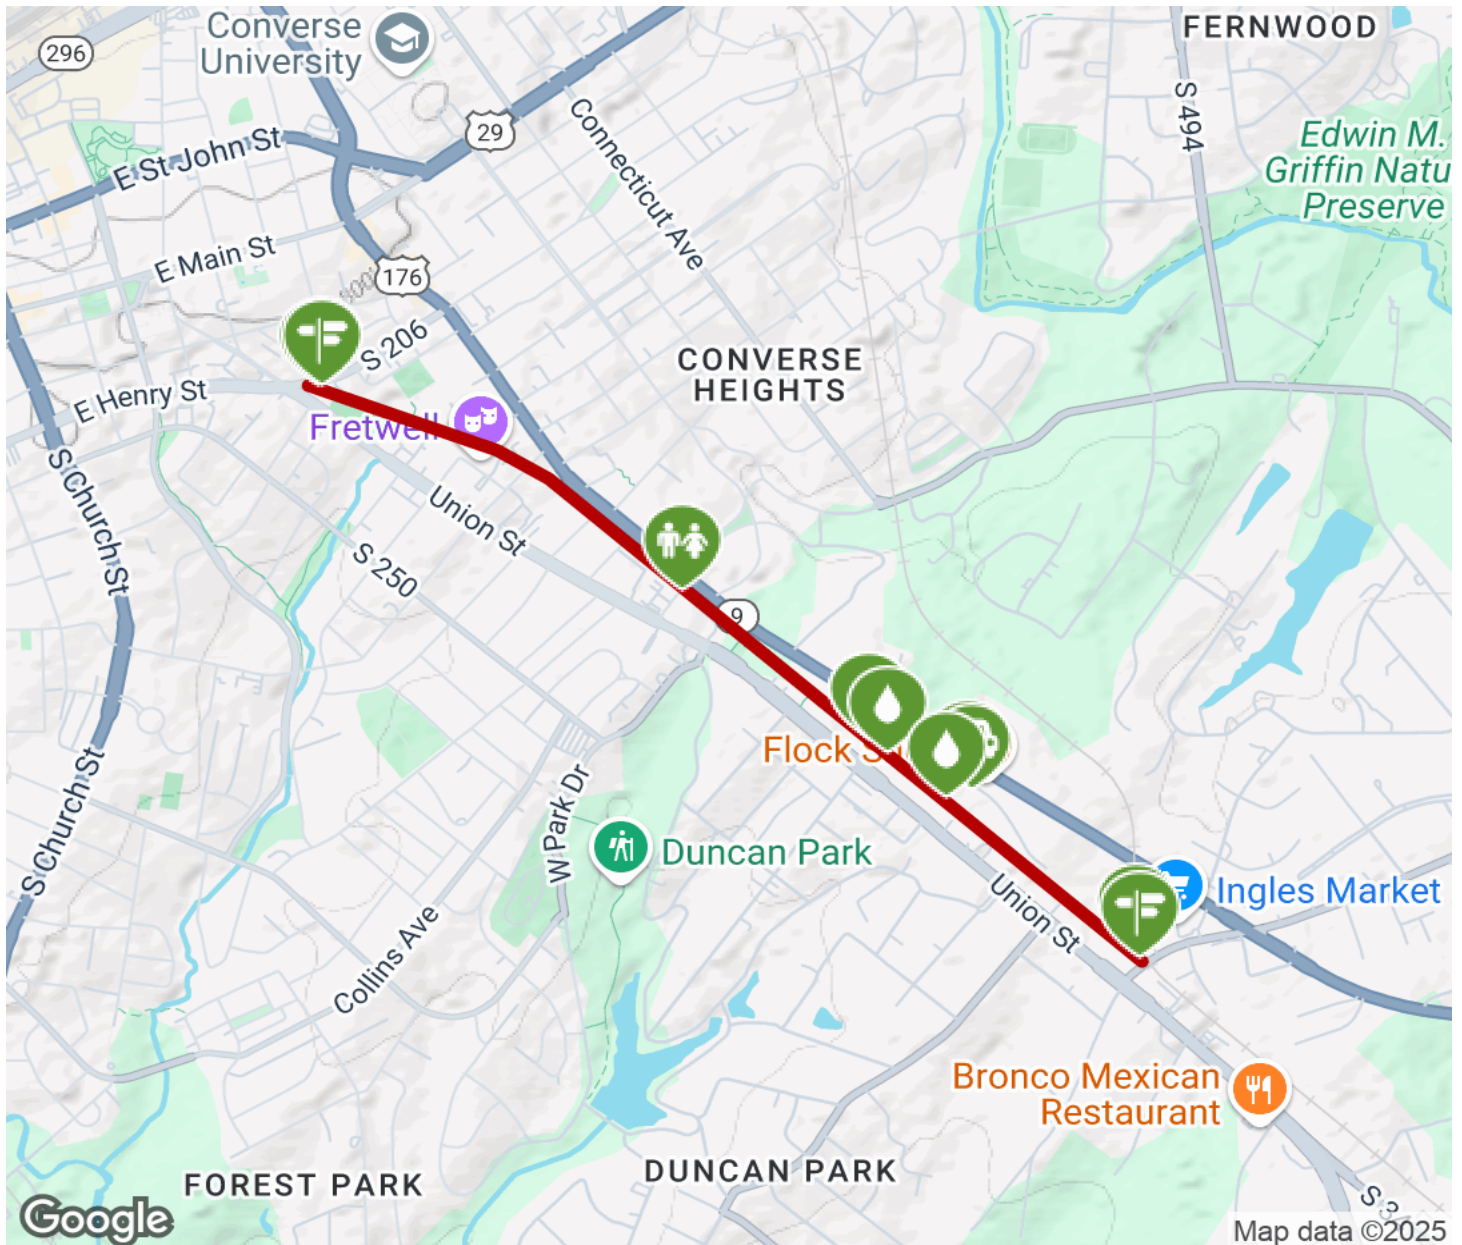 FERNWOOD
Converse
University
296
29
S 494
Connecticut Ave
Edwin M.
Griffin Natu
Preserve
E St John St
E Main St
176
S 206
CONVERSE
HEIGHTS
E Henry St
Fretwell
S Church St
Union St
S 250
9
Flock S
W Park Dr
Duncan Park
S Church St
Ingles Market
Union St
Collins Ave
Bronco Mexican
Restaurant
DUNCAN PARK
FOREST PARK
S 3
Google
Map data ©2025